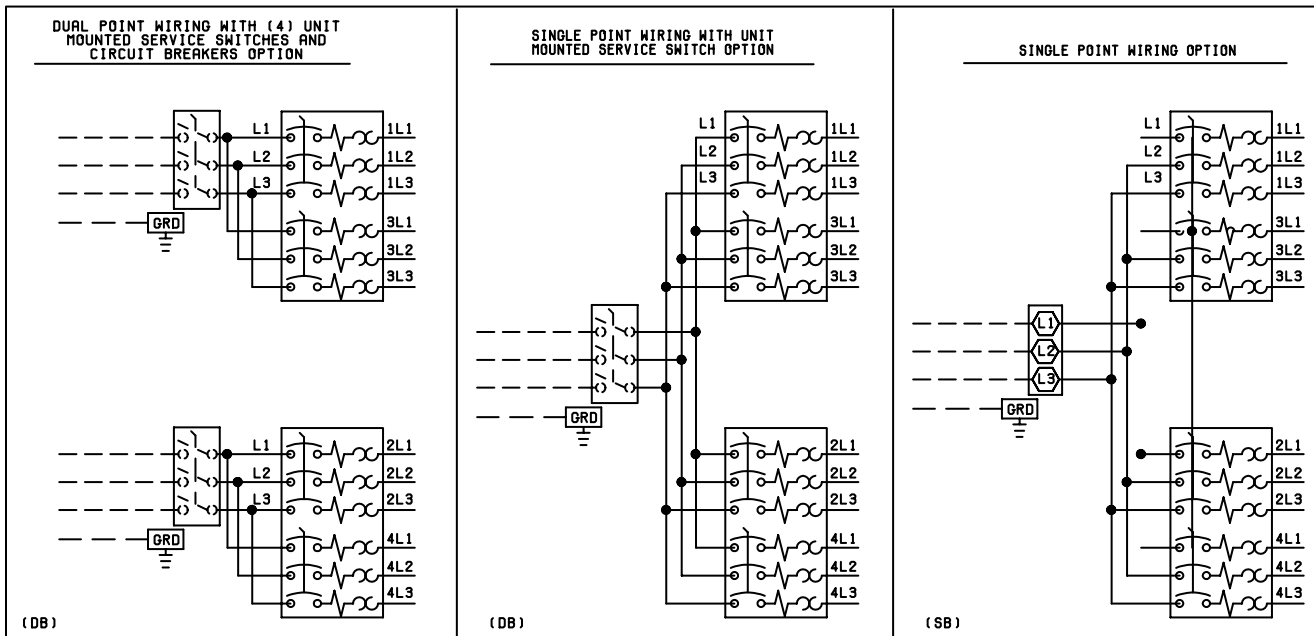 DUAL POINT WIRING WITH (4) UNIT
MOUNTED SERVICE SWITCHES AND
CIRCUIT BREAKERS OPTION
L1
L2
L3
1L1
1L2
1L3
3L1
3L2
3L3
GRD
L1
L2
L3
2L1
2L2
2L3
4L1
4L2
4L3
GRD
(DB)
SINGLE POINT WIRING WITH UNIT
MOUNTED SERVICE SWITCH OPTION
L1
L2
L3
1L1
1L2
1L3
3L1
3L2
3L3
GRD
2L1
2L2
2L3
4L1
4L2
4L3
(DB)
SINGLE POINT WIRING OPTION
L1
L2
L3
1L1
1L2
1L3
3L1
3L2
3L3
L1
L2
L3
GRD
2L1
2L2
2L3
4L1
4L2
4L3
(SB)